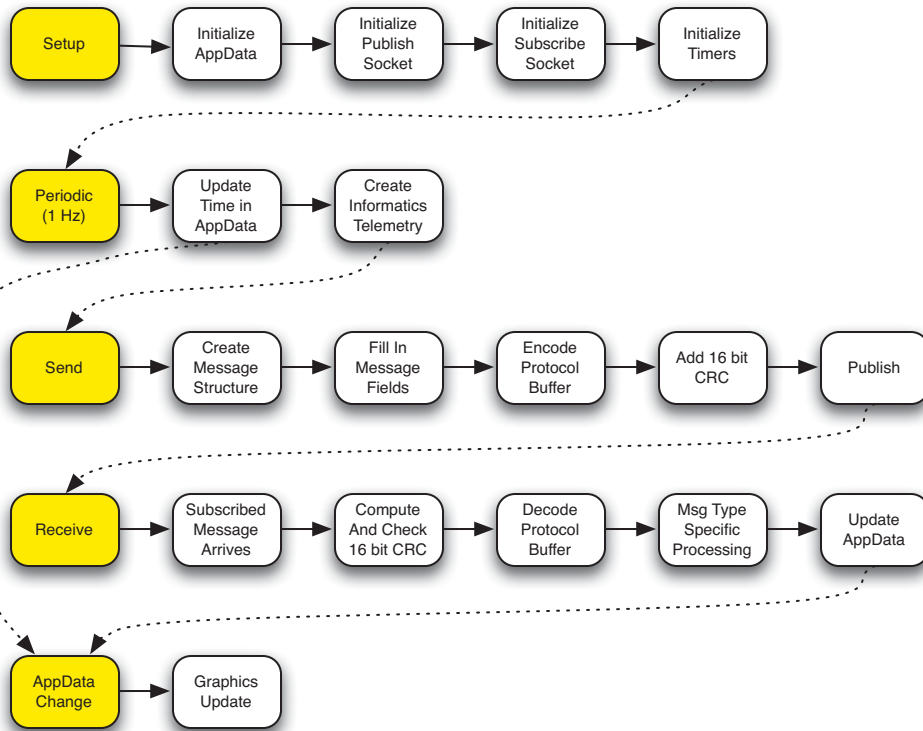 Setup
Initialize
AppData
Initialize
Publish
Socket
Initialize
Subscribe
Socket
Initialize
Timers
Periodic
(1 Hz)
Update
Time in
AppData
Create
Informatics
Telemetry
Send
Create
Message
Structure
Fill In
Message
Fields
Encode
Protocol
Buffer
Add 16 bit
CRC
Publish
Receive
Subscribed
Message
Arrives
Compute
And Check
16 bit CRC
Decode
Protocol
Buffer
Msg Type
Specific
Processing
Update
AppData
AppData
Change
Graphics
Update